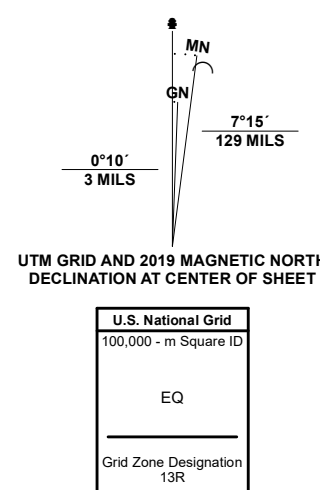 MN
GN
7°15´
129 MILS
0°10´
3 MILS
UTM GRID AND 2019 MAGNETIC NORTH
DECLINATION AT CENTER OF SHEET
U.S. National Grid
100,000 - m Square ID
EQ
Grid Zone Designation
13R